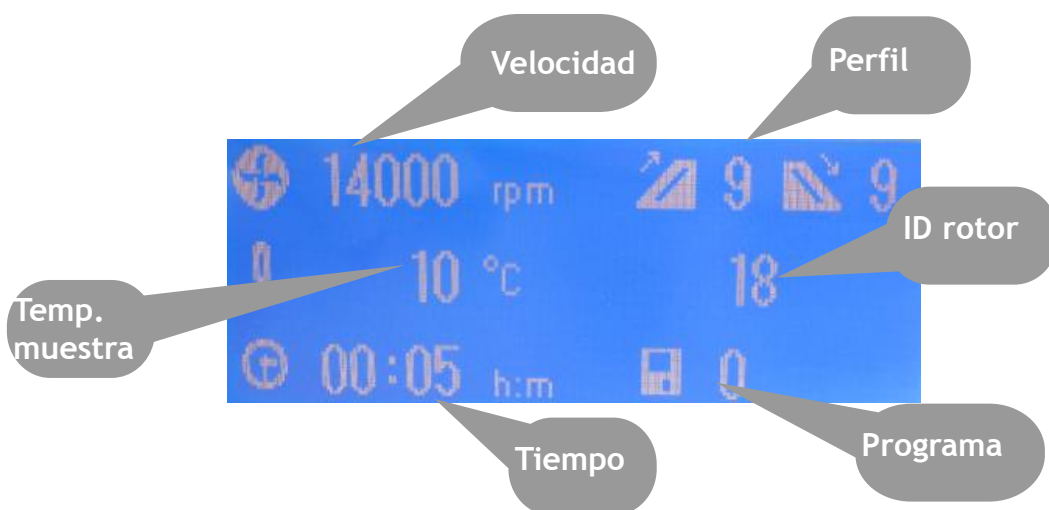 Velocidad
Perfil
14000 rpm 9 9
ID rotor
10 °C 18
Temp.
muestra
00:05 h:m 0
Programa
Tiempo